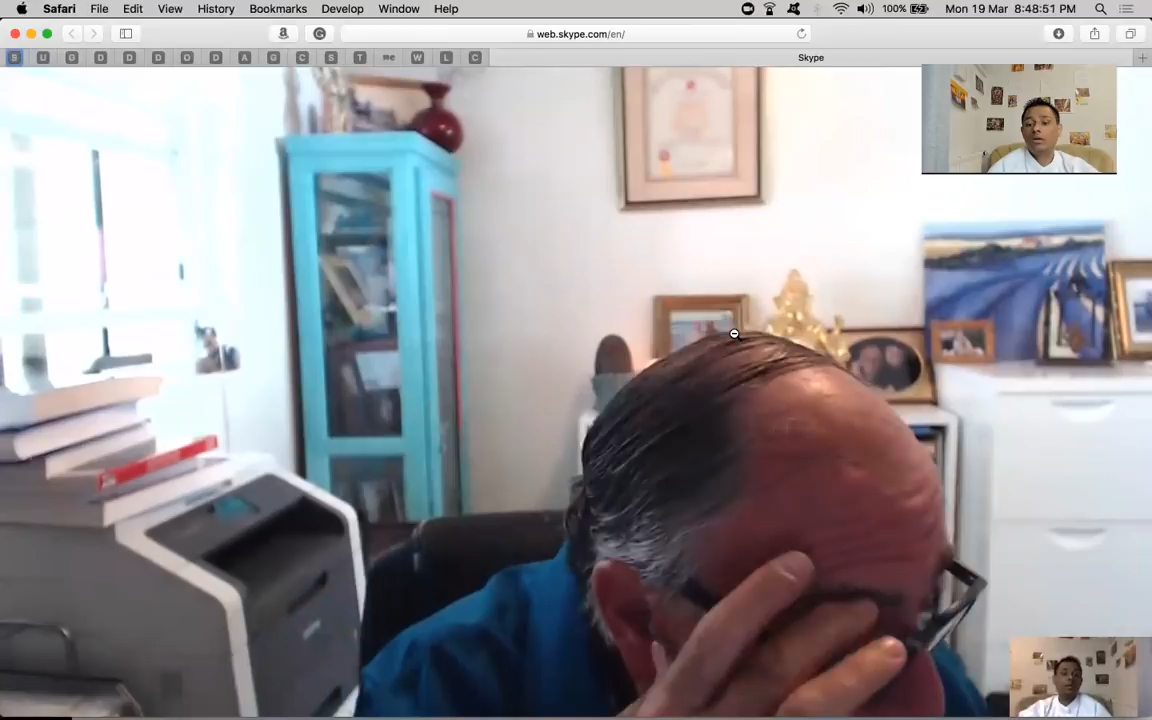 Safari File Edit View History Bookmarks Develop Window Help 100% Mon 19 Mar 8:48:51 PM
web.skype.com/en/
S U G D D D O D A G C S T W L C Skype